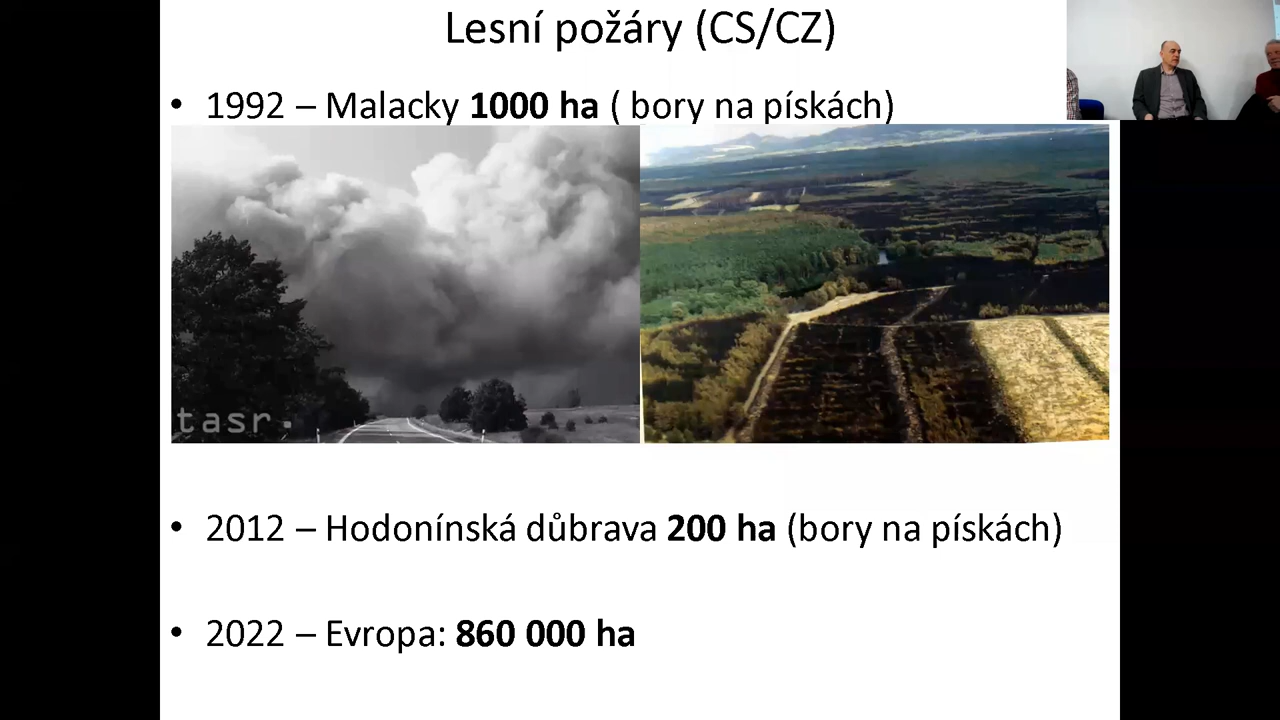 Lesní požáry (CS/CZ)
• 1992 – Malacky 1000 ha ( bory na pískách)
tasr.
• 2012 – Hodonínská důbrava 200 ha (bory na pískách)
• 2022 – Evropa: 860 000 ha